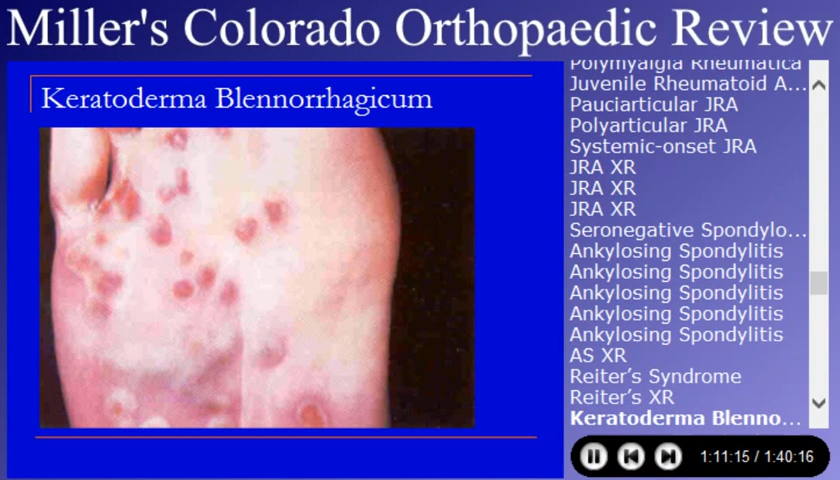 Miller's Colorado Orthopaedic Review
Keratoderma Blennorrhagicum
Polymyalgia Rheumatica
Juvenile Rheumatoid A...
Pauciarticular JRA
Polyarticular JRA
Systemic-onset JRA
JRA XR
JRA XR
JRA XR
Seronegative Spondylo...
Ankylosing Spondylitis
Ankylosing Spondylitis
Ankylosing Spondylitis
Ankylosing Spondylitis
Ankylosing Spondylitis
AS XR
Reiter's Syndrome
Reiter's XR
Keratoderma Blenno...
1:11:15 / 1:40:16